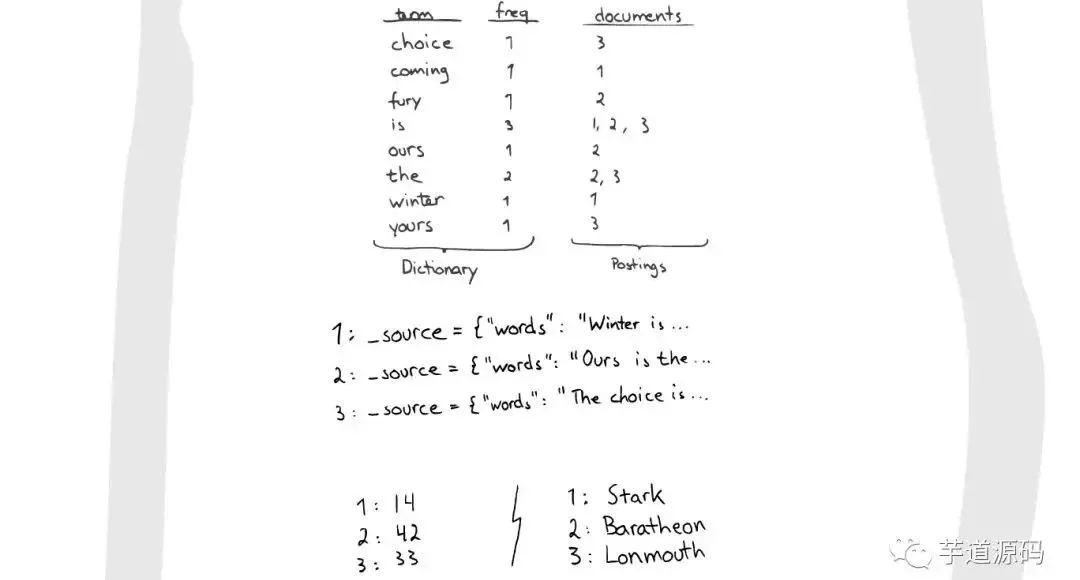 term freq documents
choice 1 3
coming 1 1
fury 1 2
is 3 1, 2, 3
ours 1 2
the 2 2, 3
winter 1 1
yours 1 3
Dictionary Postings
1: _source = {"words": "Winter is ...
2: _source = {"words": "Ours is the ...
3: _source = {"words": "The choice is ...
1: 14 1: Stark
2: 42 2: Baratheon
3: 33 3: Lonmouth
芋道源码